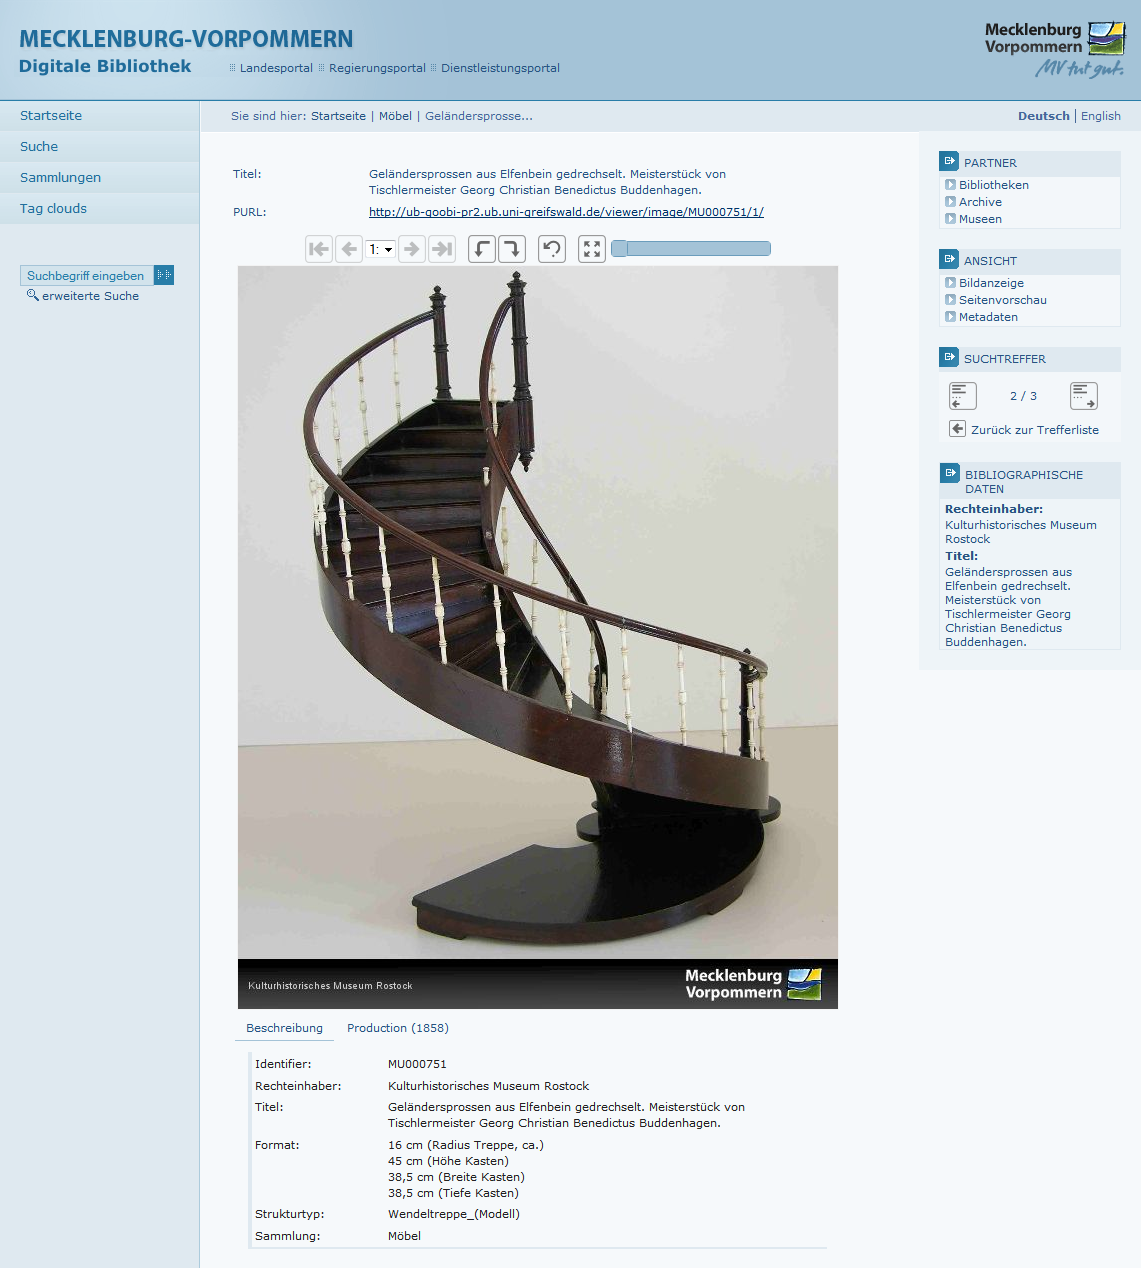 MECKLENBURG-VORPOMMERN
Digitale Bibliothek
Landesportal Regierungsportal Dienstleistungsportal
Mecklenburg
Vorpommern
MV tut gut.
Startseite
Suche
Sammlungen
Tag clouds
Suchbegriff eingeben
erweiterte Suche
Sie sind hier: Startseite | Möbel | Geländersprosse...
Deutsch | English
Titel: Geländersprossen aus Elfenbein gedrechselt. Meisterstück von
Tischlermeister Georg Christian Benedictus Buddenhagen.
PURL: http://ub-goobi-pr2.ub.uni-greifswald.de/viewer/image/MU000751/1/
1:
Kulturhistorisches Museum Rostock
Mecklenburg
Vorpommern
Beschreibung Production (1858)
Identifier: MU000751
Rechteinhaber: Kulturhistorisches Museum Rostock
Titel: Geländersprossen aus Elfenbein gedrechselt. Meisterstück von
Tischlermeister Georg Christian Benedictus Buddenhagen.
Format: 16 cm (Radius Treppe, ca.)
45 cm (Höhe Kasten)
38,5 cm (Breite Kasten)
38,5 cm (Tiefe Kasten)
Strukturtyp: Wendeltreppe_(Modell)
Sammlung: Möbel
PARTNER
Bibliotheken
Archive
Museen
ANSICHT
Bildanzeige
Seitenvorschau
Metadaten
SUCHTREFFER
2 / 3
Zurück zur Trefferliste
BIBLIOGRAPHISCHE
DATEN
Rechteinhaber:
Kulturhistorisches Museum
Rostock
Titel:
Geländersprossen aus
Elfenbein gedrechselt.
Meisterstück von
Tischlermeister Georg
Christian Benedictus
Buddenhagen.